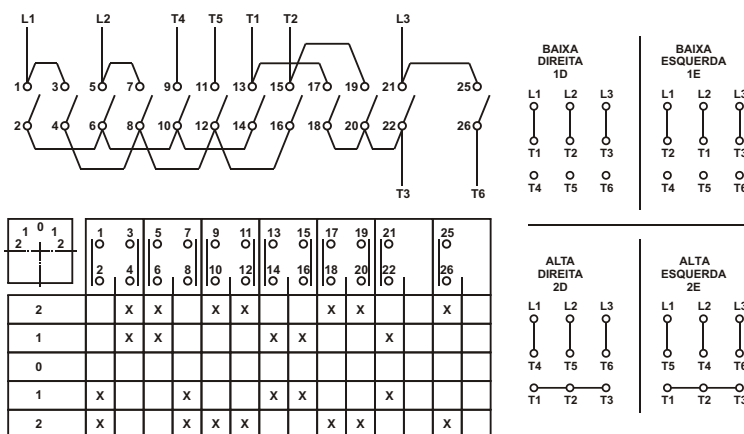 L1 L2 T4 T5 T1 T2 L3
1 3 5 7 9 11 13 15 17 19 21 25
2 4 6 8 10 12 14 16 18 20 22 26
T3 T6
1 0 1
2 2
1 3 5 7 9 11 13 15 17 19 21 25
2 4 6 8 10 12 14 16 18 20 22 26
2 X X X X X X X
1 X X X X X
0
1 X X X X X
2 X X X X X X X
BAIXA
DIREITA
1D
L1 L2 L3
T1 T2 T3
T4 T5 T6
BAIXA
ESQUERDA
1E
L1 L2 L3
T2 T1 T3
T4 T5 T6
ALTA
DIREITA
2D
L1 L2 L3
T4 T5 T6
T1 T2 T3
ALTA
ESQUERDA
2E
L1 L2 L3
T5 T4 T6
T1 T2 T3